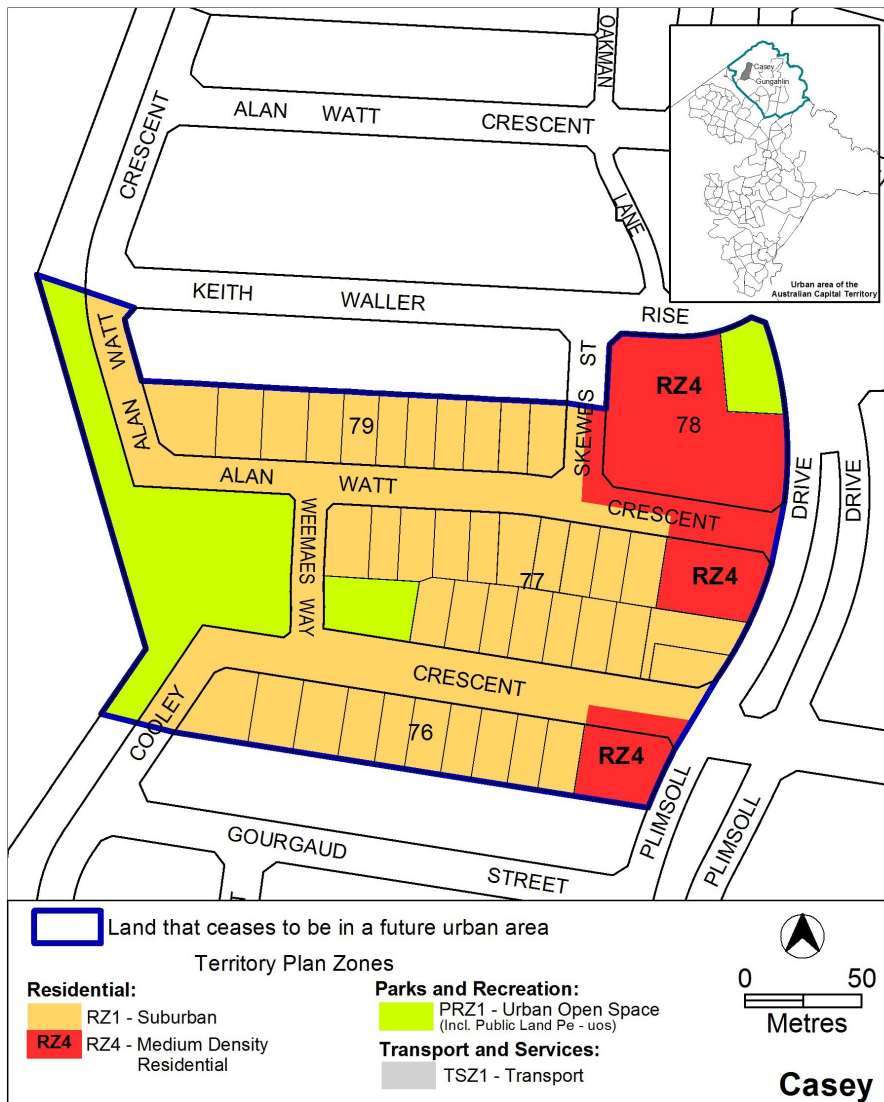 OAKMAN
Casey
Gungahlin
Urban area of the
Australian Capital Territory
ALAN WATT CRESCENT
CRESCENT
LANE
KEITH WALLER
RISE
ALAN WATT
SKEWES ST
RZ4
78
79
ALAN WATT
CRESCENT
WEEMAES WAY
77
RZ4
DRIVE
DRIVE
CRESCENT
COOLEY
76
RZ4
PLIMSOLL
PLIMSOLL
GOURGAUD
STREET
Land that ceases to be in a future urban area
Territory Plan Zones
Residential:
RZ1 - Suburban
RZ4 RZ4 - Medium Density
Residential
Parks and Recreation:
PRZ1 - Urban Open Space
(Incl. Public Land Pe - uos)
Transport and Services:
TSZ1 - Transport
0 50
Metres
Casey